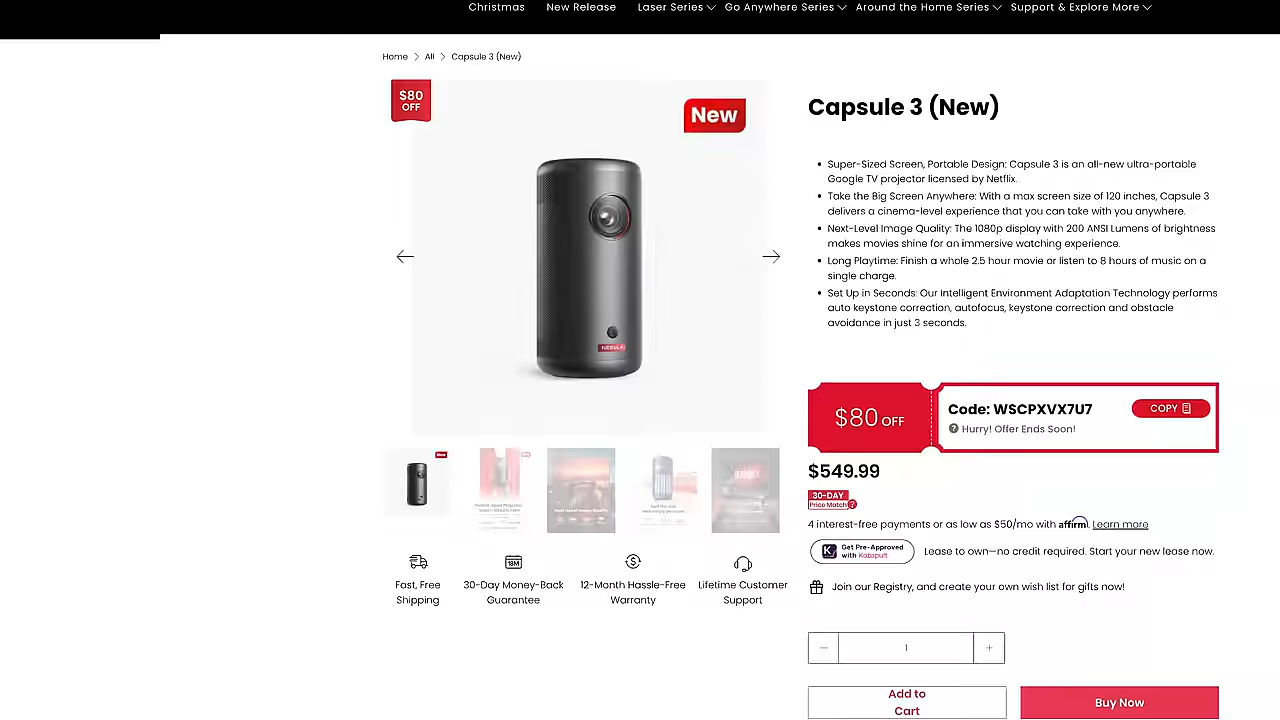 Christmas New Release Laser Series Go Anywhere Series Around the Home Series Support & Explore More
Home > All > Capsule 3 (New)
$80
OFF
New
NEBULA
Capsule 3 (New)
• Super-Sized Screen, Portable Design: Capsule 3 is an all-new ultra-portable
Google TV projector licensed by Netflix.
• Take the Big Screen Anywhere: With a max screen size of 120 inches, Capsule 3
delivers a cinema-level experience that you can take with you anywhere.
• Next-Level Image Quality: The 1080p display with 200 ANSI Lumens of brightness
makes movies shine for an immersive watching experience.
• Long Playtime: Finish a whole 2.5 hour movie or listen to 8 hours of music on a
single charge.
• Set Up in Seconds: Our Intelligent Environment Adaptation Technology performs
auto keystone correction, autofocus, keystone correction and obstacle
avoidance in just 3 seconds.
$80 OFF
Code: WSCPXVX7U7
COPY
Hurry! Offer Ends Soon!
$549.99
30-DAY
Price Match
4 interest-free payments or as low as $50/mo with affirm. Learn more
Get Pre-Approved
with Katapult
Lease to own—no credit required. Start your new lease now.
Join our Registry, and create your own wish list for gifts now!
Fast, Free
Shipping
30-Day Money-Back
Guarantee
12-Month Hassle-Free
Warranty
Lifetime Customer
Support
− 1 +
Add to
Cart
Buy Now